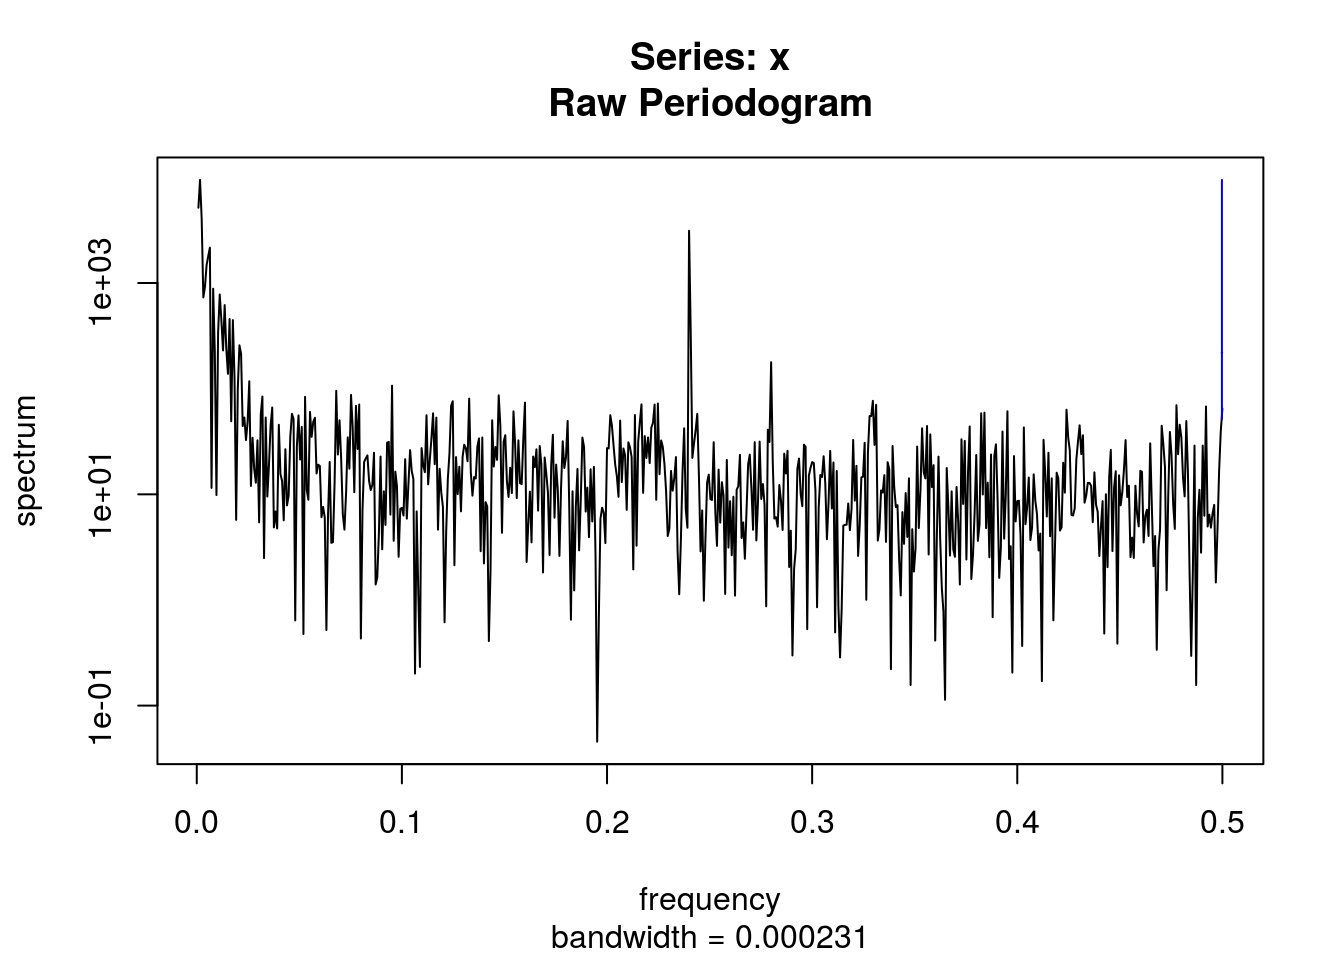 Series: x
Raw Periodogram
spectrum
1e+03
1e+01
1e-01
0.0 0.1 0.2 0.3 0.4 0.5
frequency
bandwidth = 0.000231